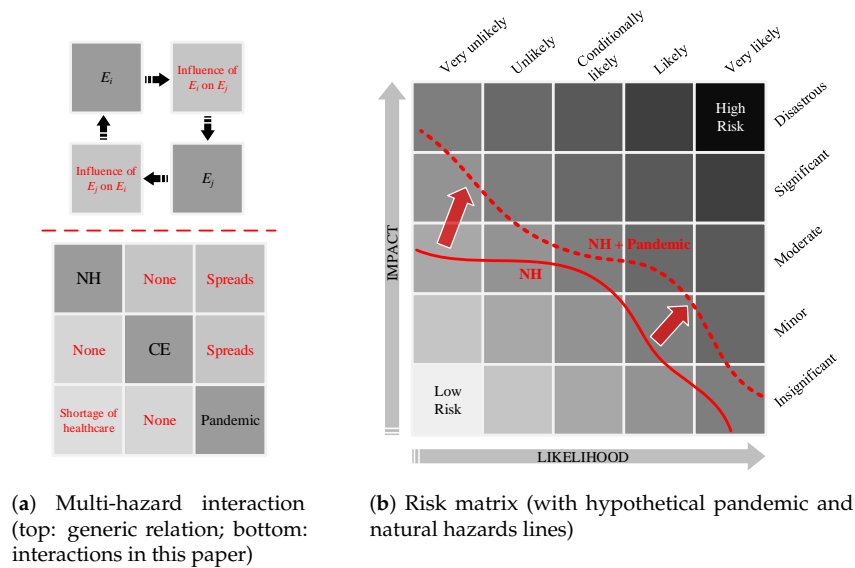 E_i
Influence of
E_i on E_j
Influence of
E_j on E_i
E_j
NH
None
Spreads
None
CE
Spreads
Shortage of
healthcare
None
Pandemic
(a) Multi-hazard interaction
(top: generic relation; bottom:
interactions in this paper)
Very unlikely
Unlikely
Conditionally
likely
Likely
Very likely
High
Risk
Disastrous
Significant
Moderate
Minor
Insignificant
IMPACT
NH + Pandemic
NH
Low
Risk
LIKELIHOOD
(b) Risk matrix (with hypothetical pandemic and
natural hazards lines)